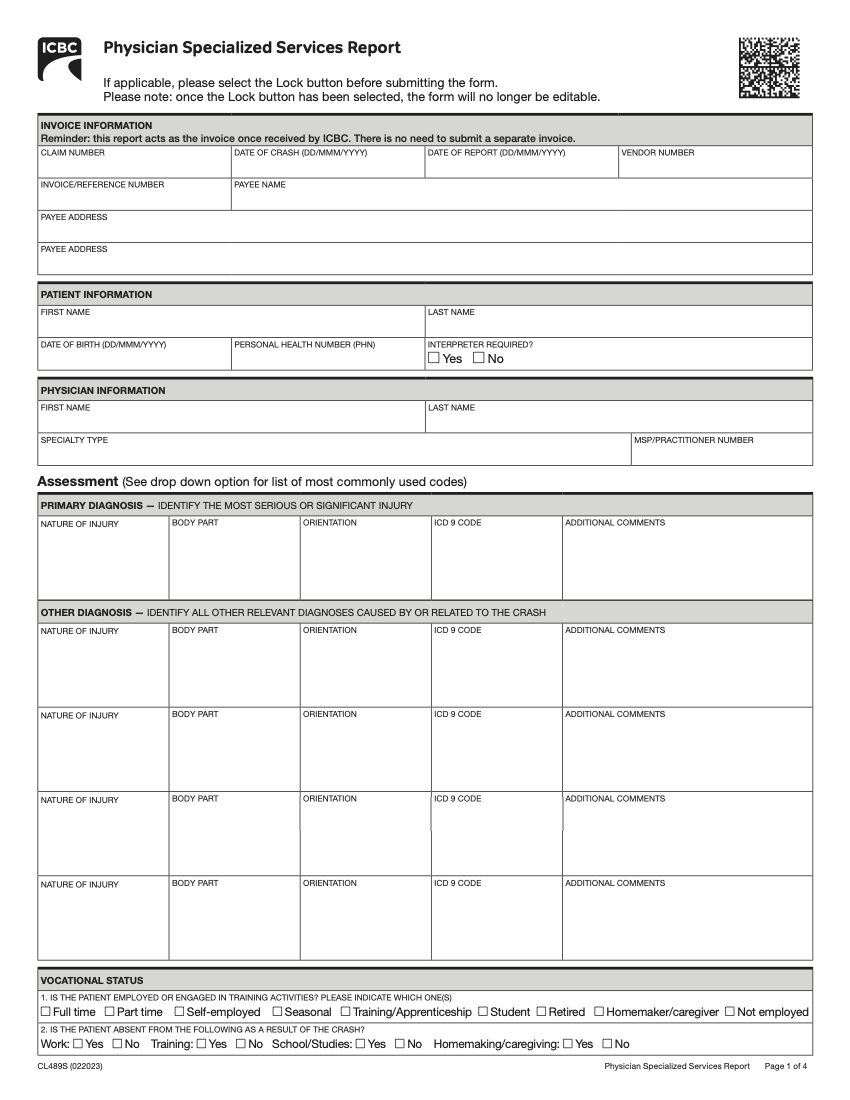 ICBC
Physician Specialized Services Report
If applicable, please select the Lock button before submitting the form.
Please note: once the Lock button has been selected, the form will no longer be editable.
INVOICE INFORMATION
Reminder: this report acts as the invoice once received by ICBC. There is no need to submit a separate invoice.
CLAIM NUMBER DATE OF CRASH (DD/MMM/YYYY) DATE OF REPORT (DD/MMM/YYYY) VENDOR NUMBER
INVOICE/REFERENCE NUMBER PAYEE NAME
PAYEE ADDRESS
PAYEE ADDRESS
PATIENT INFORMATION
FIRST NAME LAST NAME
DATE OF BIRTH (DD/MMM/YYYY) PERSONAL HEALTH NUMBER (PHN) INTERPRETER REQUIRED?
☐ Yes ☐ No
PHYSICIAN INFORMATION
FIRST NAME LAST NAME
SPECIALTY TYPE MSP/PRACTITIONER NUMBER
Assessment (See drop down option for list of most commonly used codes)
PRIMARY DIAGNOSIS — IDENTIFY THE MOST SERIOUS OR SIGNIFICANT INJURY
NATURE OF INJURY BODY PART ORIENTATION ICD 9 CODE ADDITIONAL COMMENTS
OTHER DIAGNOSIS — IDENTIFY ALL OTHER RELEVANT DIAGNOSES CAUSED BY OR RELATED TO THE CRASH
NATURE OF INJURY BODY PART ORIENTATION ICD 9 CODE ADDITIONAL COMMENTS
NATURE OF INJURY BODY PART ORIENTATION ICD 9 CODE ADDITIONAL COMMENTS
NATURE OF INJURY BODY PART ORIENTATION ICD 9 CODE ADDITIONAL COMMENTS
NATURE OF INJURY BODY PART ORIENTATION ICD 9 CODE ADDITIONAL COMMENTS
VOCATIONAL STATUS
1. IS THE PATIENT EMPLOYED OR ENGAGED IN TRAINING ACTIVITIES? PLEASE INDICATE WHICH ONE(S)
☐ Full time ☐ Part time ☐ Self-employed ☐ Seasonal ☐ Training/Apprenticeship ☐ Student ☐ Retired ☐ Homemaker/caregiver ☐ Not employed
2. IS THE PATIENT ABSENT FROM THE FOLLOWING AS A RESULT OF THE CRASH?
Work: ☐ Yes ☐ No Training: ☐ Yes ☐ No School/Studies: ☐ Yes ☐ No Homemaking/caregiving: ☐ Yes ☐ No
CL489S (022023) Physician Specialized Services Report Page 1 of 4